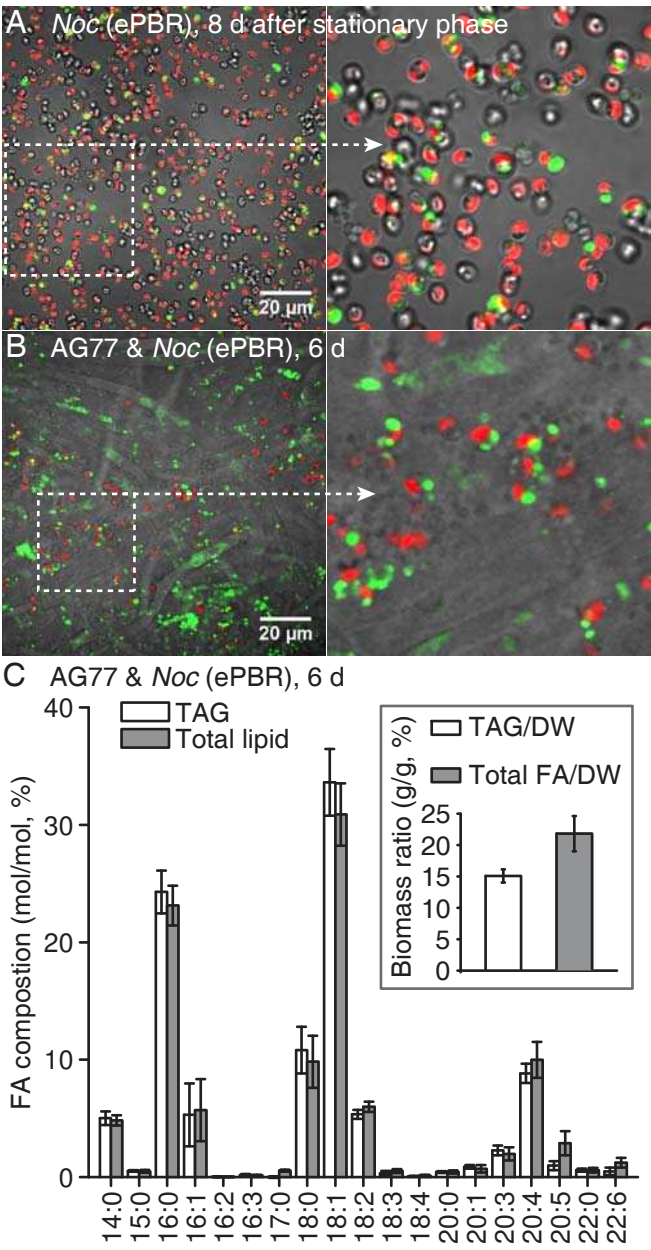 A Noc (ePBR), 8 d after stationary phase
20 µm
B AG77 & Noc (ePBR), 6 d
20 µm
C AG77 & Noc (ePBR), 6 d
TAG
Total lipid
FA compostion (mol/mol, %)
40
30
20
10
0
14:0
15:0
16:0
16:1
16:2
16:3
17:0
18:0
18:1
18:2
18:3
18:4
20:0
20:1
20:3
20:4
20:5
22:0
22:6
TAG/DW
Total FA/DW
Biomass ratio (g/g, %)
25
20
15
10
5
0